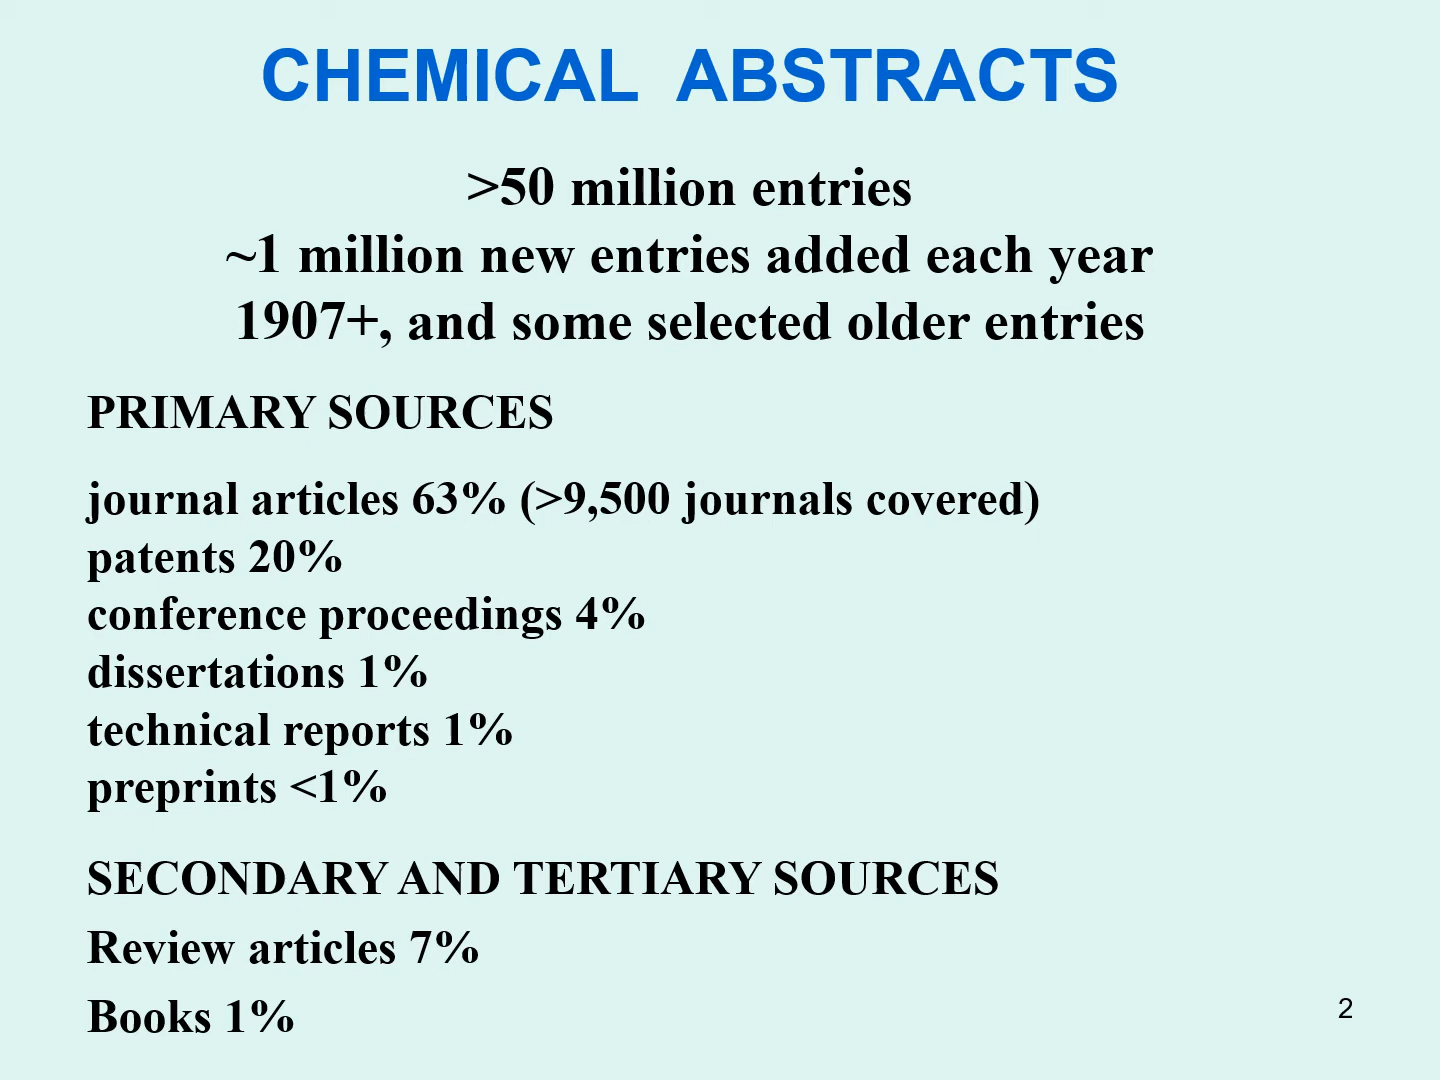 CHEMICAL ABSTRACTS
>50 million entries
~1 million new entries added each year
1907+, and some selected older entries
PRIMARY SOURCES
journal articles 63% (>9,500 journals covered)
patents 20%
conference proceedings 4%
dissertations 1%
technical reports 1%
preprints <1%
SECONDARY AND TERTIARY SOURCES
Review articles 7%
Books 1%
2